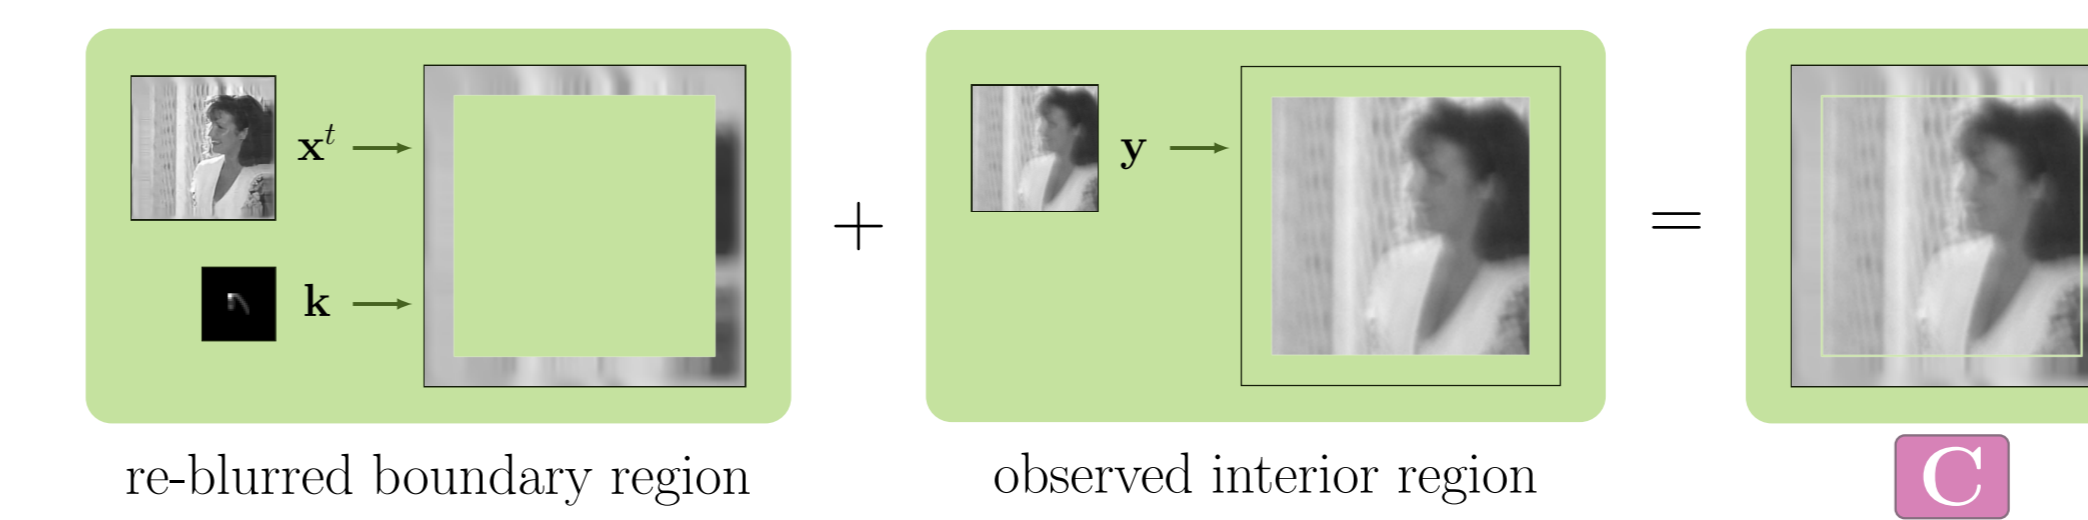 x^t
k
+
y
=
re-blurred boundary region
observed interior region
C